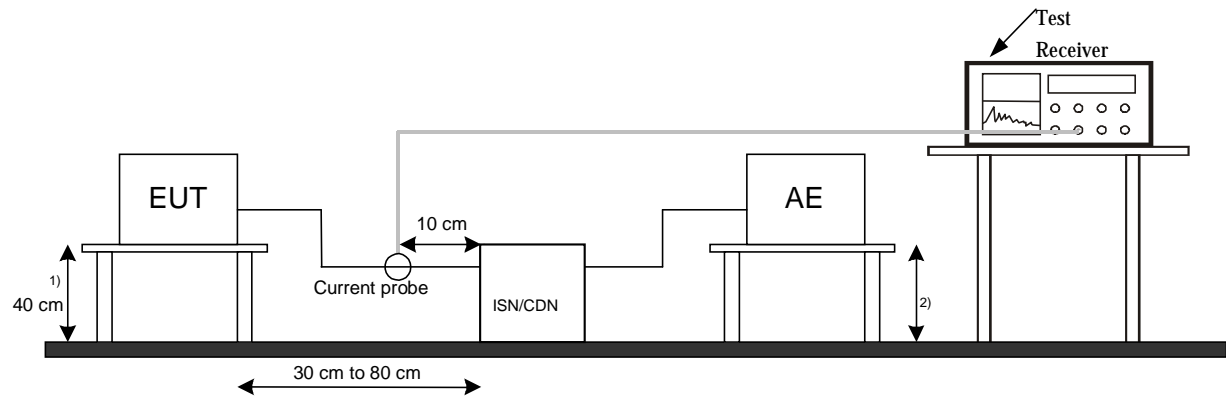 Test
Receiver
EUT
AE
10 cm
1)
40 cm
Current probe
ISN/CDN
2)
30 cm to 80 cm